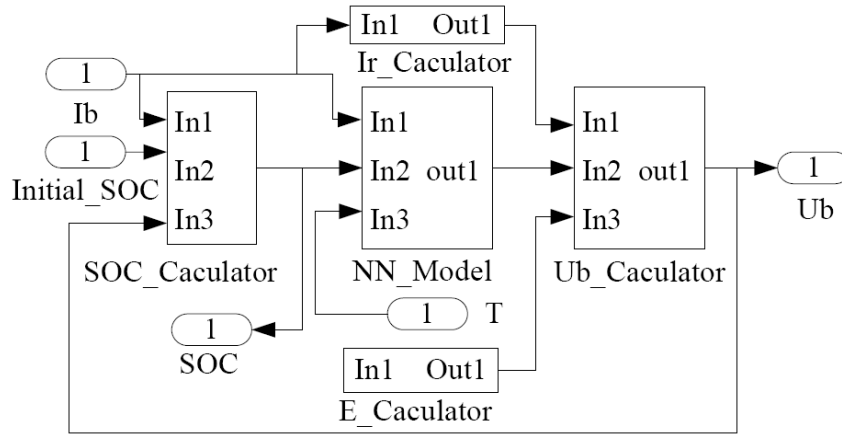 In1 Out1
Ir_Caculator
1
Ib
In1
In2
In3
SOC_Caculator
1
Initial_SOC
In1
In2 out1
In3
NN_Model
In1
In2 out1
In3
Ub_Caculator
1
Ub
1
SOC
1 T
In1 Out1
E_Caculator